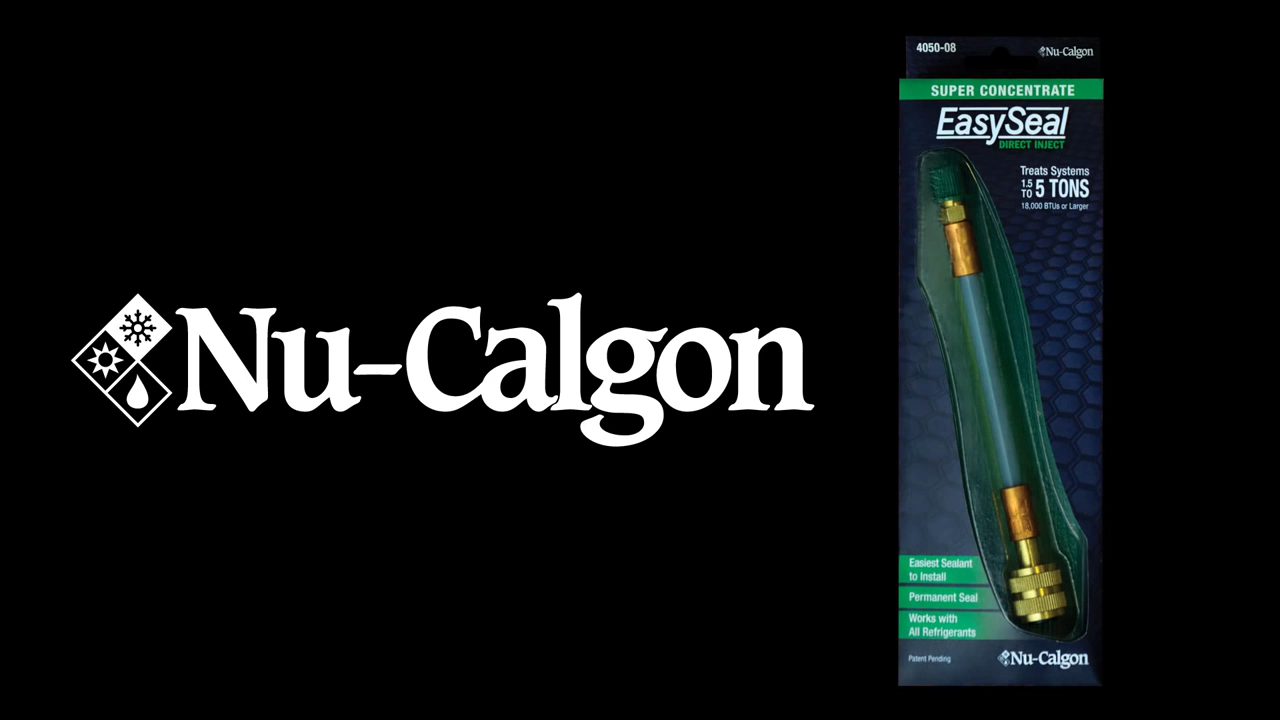 Nu-Calgon
4050-08
Nu-Calgon
SUPER CONCENTRATE
EasySeal
DIRECT INJECT
Treats Systems
1.5 TO 5 TONS
18,000 BTUs or Larger
Easiest Sealant
to Install
Permanent Seal
Works with
All Refrigerants
Patent Pending
Nu-Calgon